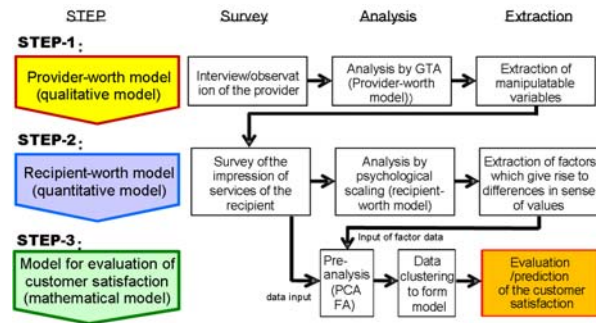 STEP
Survey
Analysis
Extraction
STEP-1:
Provider-worth model
(qualitative model)
Interview/observat
ion of the provider
Analysis by GTA
(Provider-worth
model))
Extraction of
manipulatable
variables
STEP-2:
Recipient-worth model
(quantitative model)
Survey of the
impression of
services of the
recipient
Analysis by
psychological
scaling (recipient-
worth model)
Extraction of factors
which give rise to
differences in sense
of values
STEP-3:
Model for evaluation of
customer satisfaction
(mathematical model)
data input
Input of factor data
Pre-
analysis
(PCA
FA)
Data
clustering
to form
model
Evaluation
/prediction
of the customer
satisfaction